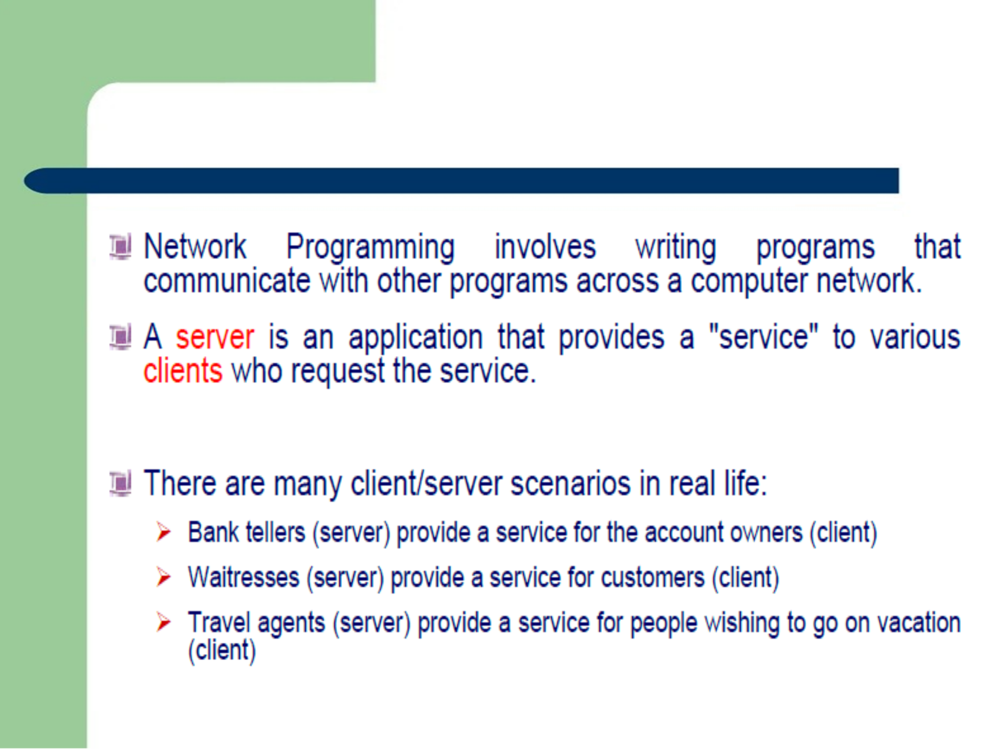 Network Programming involves writing programs that
communicate with other programs across a computer network.
A server is an application that provides a "service" to various
clients who request the service.
There are many client/server scenarios in real life:
Bank tellers (server) provide a service for the account owners (client)
Waitresses (server) provide a service for customers (client)
Travel agents (server) provide a service for people wishing to go on vacation
(client)